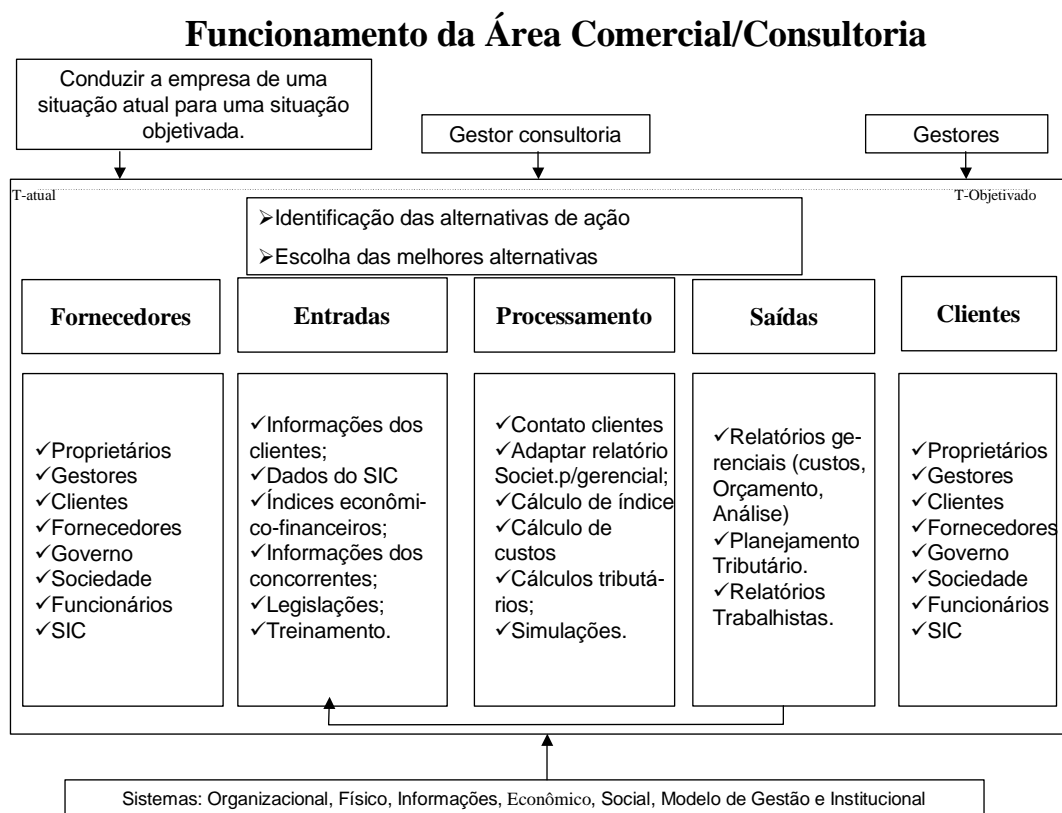 Funcionamento da Área Comercial/Consultoria
Conduzir a empresa de uma
situação atual para uma situação
objetivada.
Gestor consultoria
Gestores
T-atual
T-Objetivado
➢Identificação das alternativas de ação
➢Escolha das melhores alternativas
Fornecedores
Entradas
Processamento
Saídas
Clientes
✓Proprietários
✓Gestores
✓Clientes
✓Fornecedores
✓Governo
✓Sociedade
✓Funcionários
✓SIC
✓Informações dos
clientes;
✓Dados do SIC
✓Índices econômi-
co-financeiros;
✓Informações dos
concorrentes;
✓Legislações;
✓Treinamento.
✓Contato clientes
✓Adaptar relatório
Societ.p/gerencial;
✓Cálculo de índice
✓Cálculo de
custos
✓Cálculos tributá-
rios;
✓Simulações.
✓Relatórios ge-
renciais (custos,
Orçamento,
Análise)
✓Planejamento
Tributário.
✓Relatórios
Trabalhistas.
✓Proprietários
✓Gestores
✓Clientes
✓Fornecedores
✓Governo
✓Sociedade
✓Funcionários
✓SIC
Sistemas: Organizacional, Físico, Informações, Econômico, Social, Modelo de Gestão e Institucional